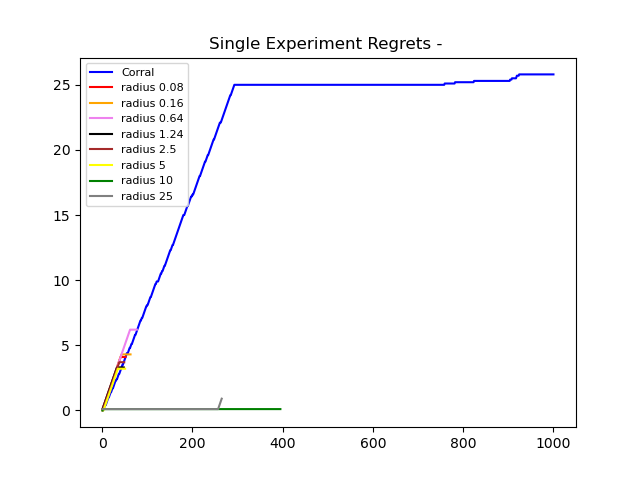 Single Experiment Regrets -
Corral
radius 0.08
radius 0.16
radius 0.64
radius 1.24
radius 2.5
radius 5
radius 10
radius 25
25
20
15
10
5
0
0 200 400 600 800 1000